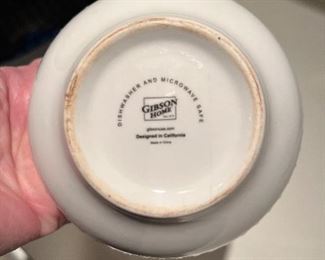 DISHWASHER AND MICROWAVE SAFE
GIBSON
HOME
gibsonusa.com
Designed in California
Made in China